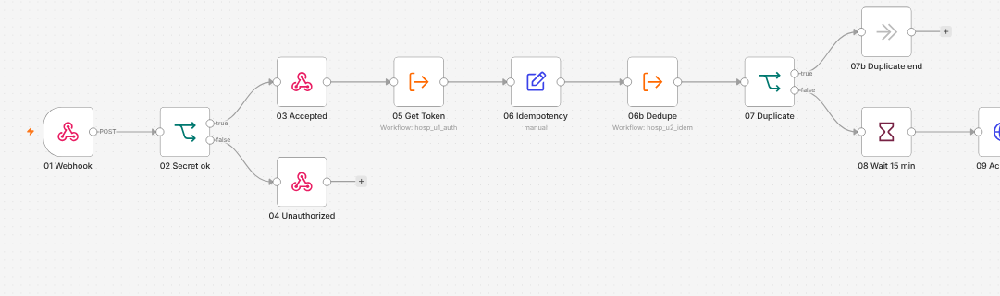 07b Duplicate end
true
false
03 Accepted
05 Get Token
Workflow: hosp_u1_auth
06 Idempotency
manual
06b Dedupe
Workflow: hosp_u2_idem
07 Duplicate
POST
true
false
01 Webhook
02 Secret ok
08 Wait 15 min
09 Ac
04 Unauthorized